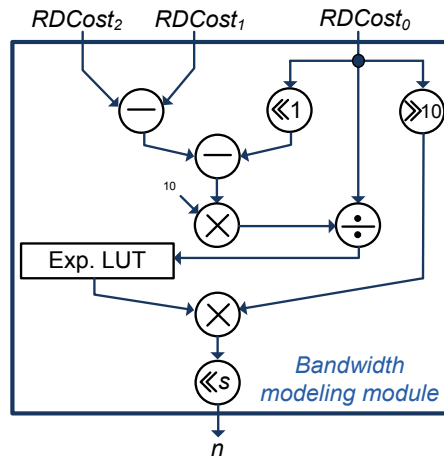 RDCost₂ RDCost₁ RDCost₀
− ≪1 ≫10
−
10
× ÷
Exp. LUT
×
≪s
Bandwidth
modeling module
n